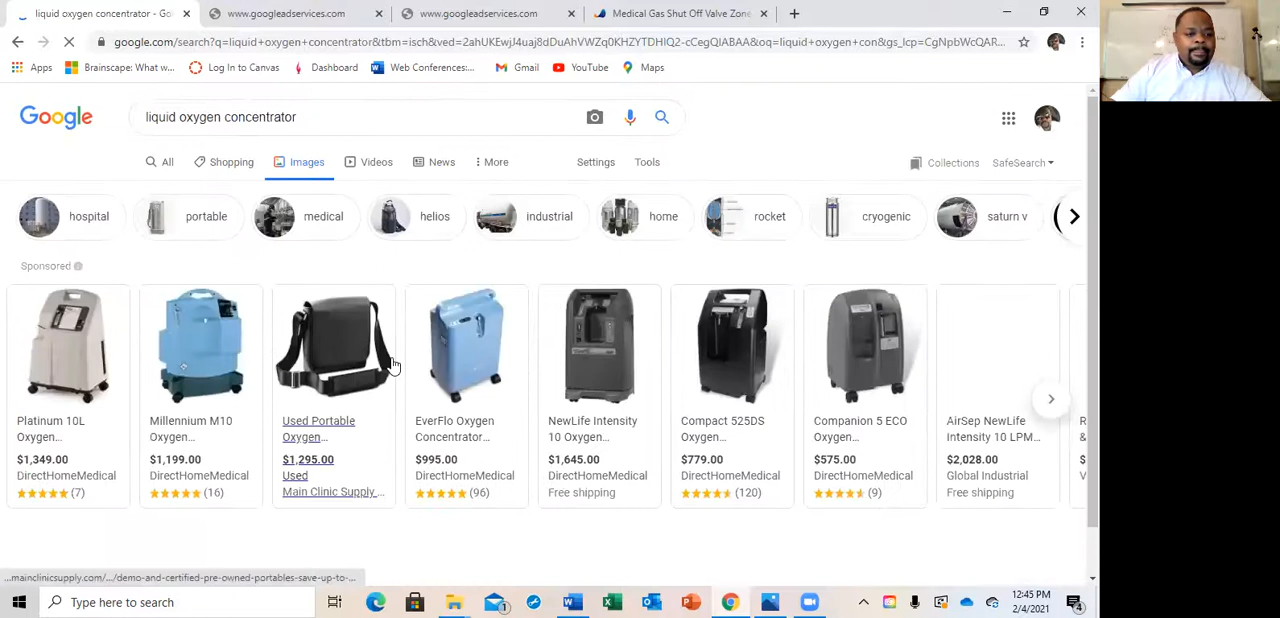 liquid oxygen concentrator - Go
www.googleadservices.com
www.googleadservices.com
Medical Gas Shut Off Valve Zone
google.com/search?q=liquid+oxygen+concentrator&tbm=isch&ved=2ahUKEwjJ4uaj8dDuAhVWZq0KHZYTDHIQ2-cCegQIABAA&oq=liquid+oxygen+con&gs_lcp=CgNpbWcQAR...
Apps
Brainscape: What w...
Log In to Canvas
Dashboard
Web Conferences:...
Gmail
YouTube
Maps
Google
liquid oxygen concentrator
All
Shopping
Images
Videos
News
More
Settings
Tools
Collections
SafeSearch
hospital
portable
medical
helios
industrial
home
rocket
cryogenic
saturn v
Sponsored
Platinum 10L
Oxygen...
$1,349.00
DirectHomeMedical
(7)
Millennium M10
Oxygen...
$1,199.00
DirectHomeMedical
(16)
Used Portable
Oxygen...
$1,295.00
Used
Main Clinic Supply ...
EverFlo Oxygen
Concentrator...
$995.00
DirectHomeMedical
(96)
NewLife Intensity
10 Oxygen...
$1,645.00
DirectHomeMedical
Free shipping
Compact 525DS
Oxygen...
$779.00
DirectHomeMedical
(120)
Companion 5 ECO
Oxygen...
$575.00
DirectHomeMedical
(9)
AirSep NewLife
Intensity 10 LPM...
$2,028.00
Global Industrial
Free shipping
...mainclinicsupply.com/.../demo-and-certified-pre-owned-portables-save-up-to-...
Type here to search
1
12:45 PM
2/4/2021
4